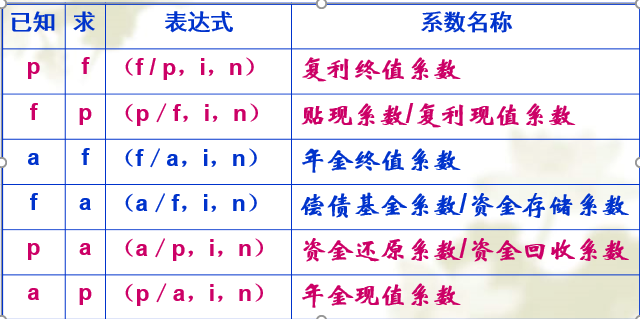 已知 求 表达式 系数名称
p f （f / p，i，n） 复利终值系数
f p （p / f，i，n） 贴现系数/复利现值系数
a f （f / a，i，n） 年金终值系数
f a （a / f，i，n） 偿债基金系数/资金存储系数
p a （a / p，i，n） 资金还原系数/资金回收系数
a p （p / a，i，n） 年金现值系数